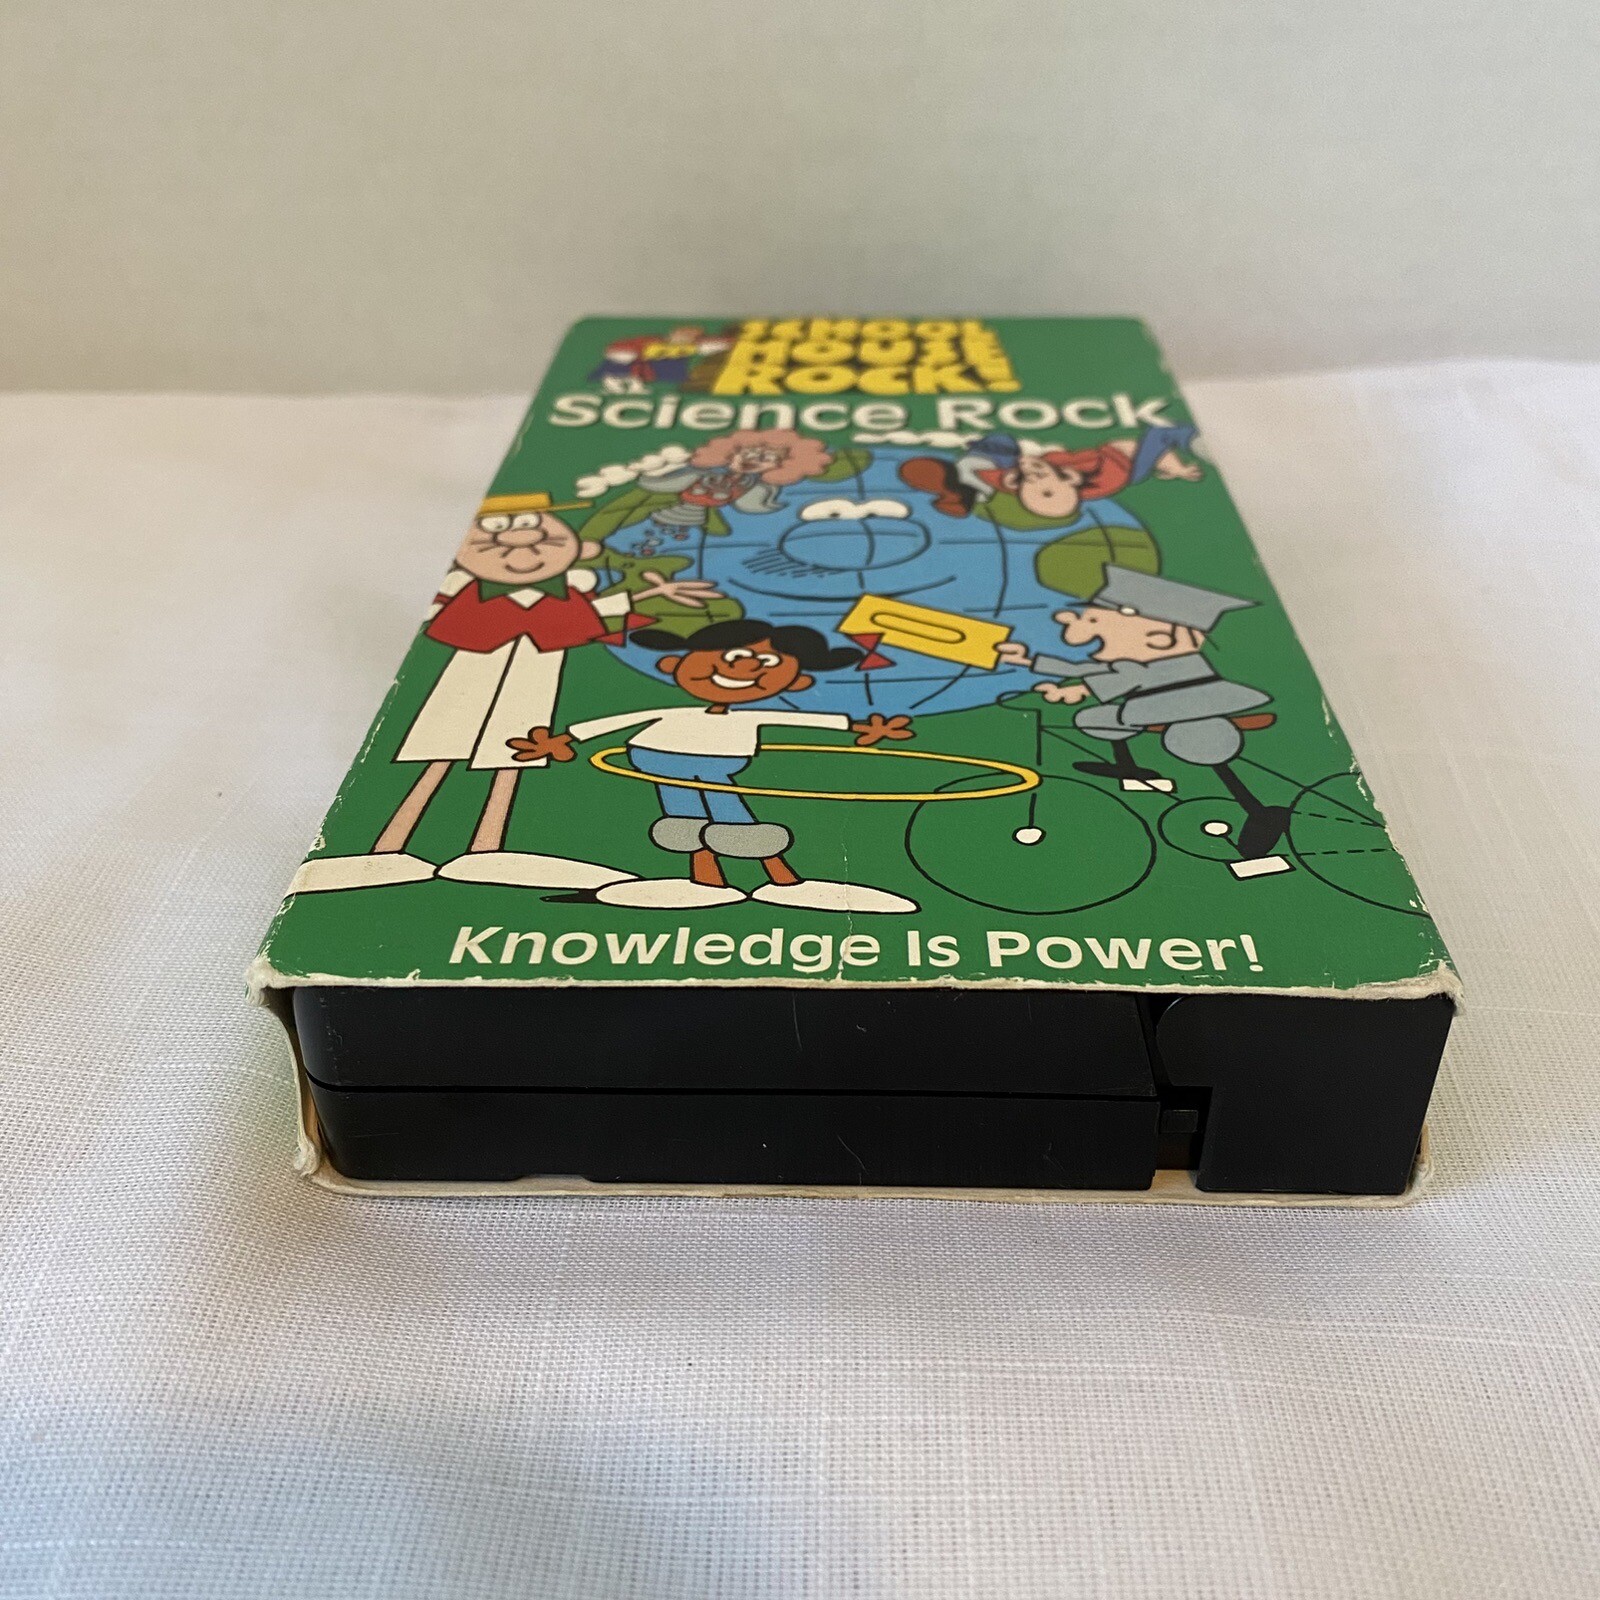 SCHOOL
HOUSE
ROCK!
Science Rock
Knowledge Is Power!